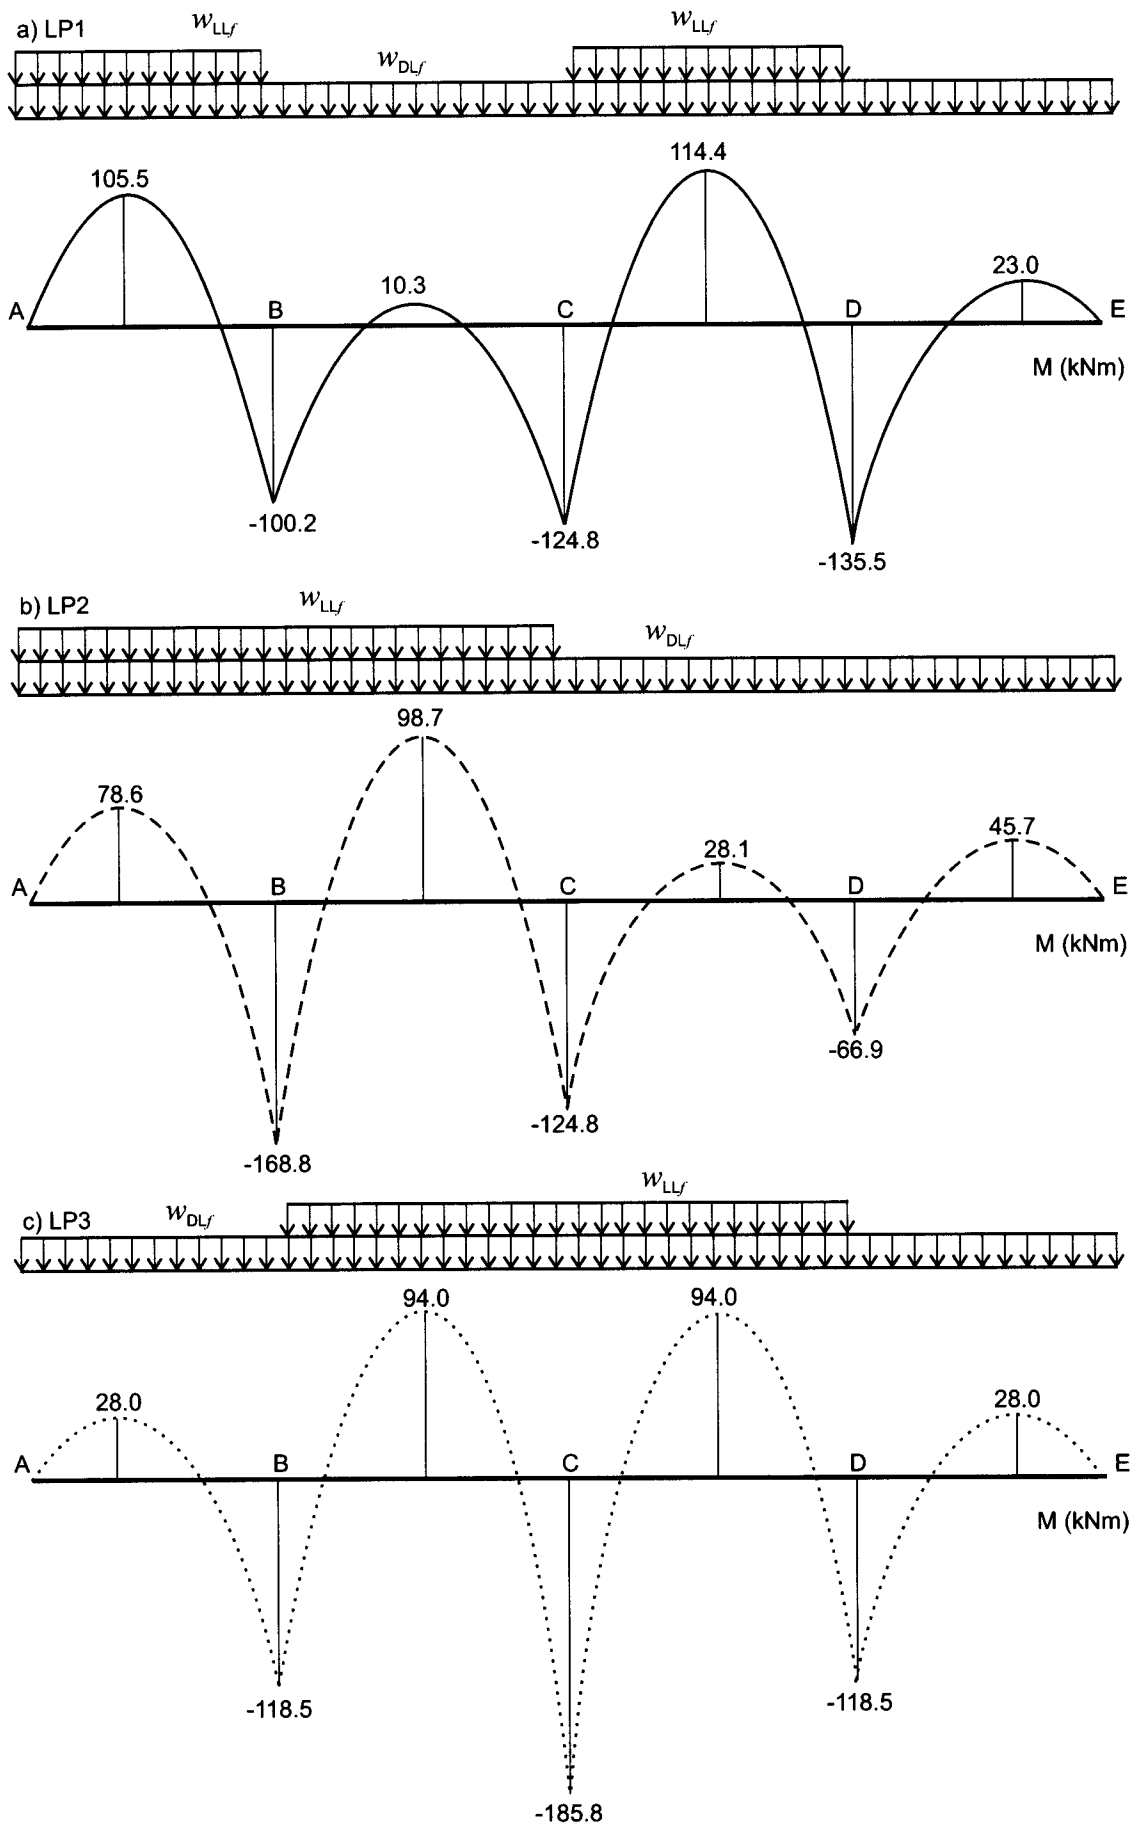 a) LP1
wLLf
wLLf
wDLf
105.5
114.4
10.3
23.0
A B C D E
M (kNm)
-100.2
-124.8
-135.5
b) LP2
wLLf
wDLf
98.7
78.6
28.1
45.7
A B C D E
M (kNm)
-66.9
-124.8
-168.8
c) LP3
wDLf
wLLf
94.0 94.0
28.0 28.0
A B C D E
M (kNm)
-118.5 -118.5
-185.8